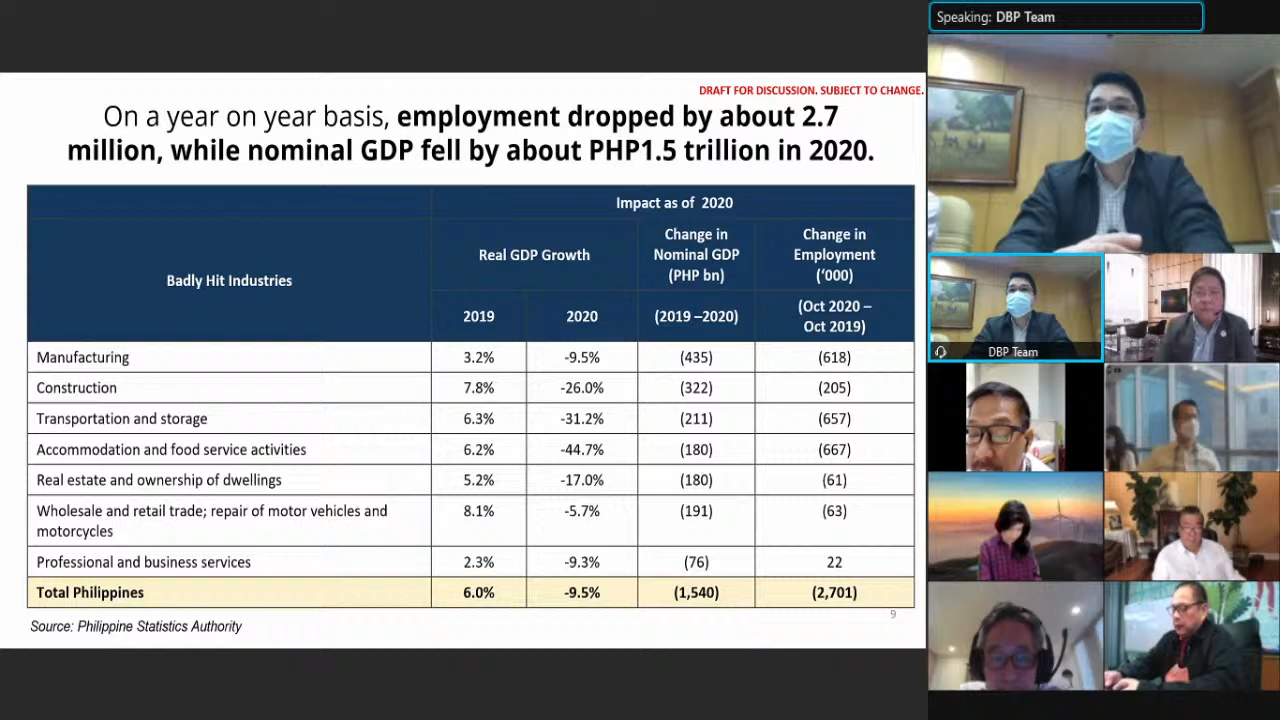 Speaking: DBP Team
DRAFT FOR DISCUSSION. SUBJECT TO CHANGE.
On a year on year basis, employment dropped by about 2.7
million, while nominal GDP fell by about PHP1.5 trillion in 2020.
Impact as of 2020
Badly Hit Industries
Real GDP Growth
Change in
Nominal GDP
(PHP bn)
Change in
Employment
(‘000)
2019 2020 (2019 –2020) (Oct 2020 –
Oct 2019)
Manufacturing 3.2% -9.5% (435) (618)
Construction 7.8% -26.0% (322) (205)
Transportation and storage 6.3% -31.2% (211) (657)
Accommodation and food service activities 6.2% -44.7% (180) (667)
Real estate and ownership of dwellings 5.2% -17.0% (180) (61)
Wholesale and retail trade; repair of motor vehicles and 8.1% -5.7% (191) (63)
motorcycles
Professional and business services 2.3% -9.3% (76) 22
Total Philippines 6.0% -9.5% (1,540) (2,701)
Source: Philippine Statistics Authority
9
DBP Team